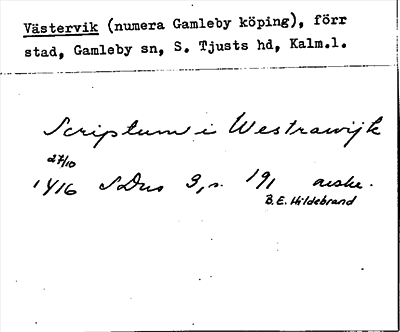 Västervik (numera Gamleby köping), förr
stad, Gamleby sn, S. Tjusts hd, Kalm.l.
Scriptum i Westrawijk
27/10
1416 SDns 3, s. 191 avskr.
B.E. Hildebrand